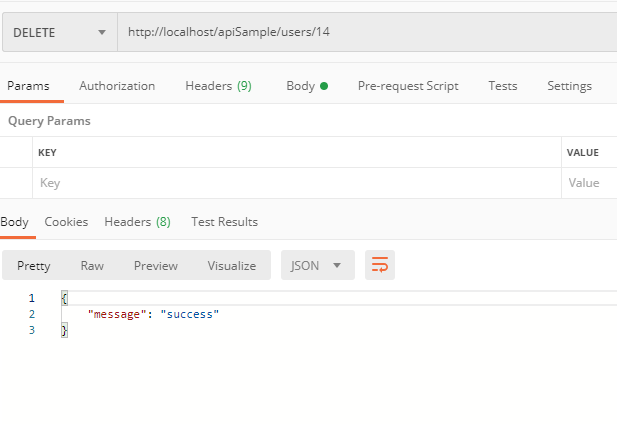 DELETE http://localhost/apiSample/users/14
Params Authorization Headers (9) Body Pre-request Script Tests Settings
Query Params
KEY VALUE
Key Value
Body Cookies Headers (8) Test Results
Pretty Raw Preview Visualize JSON
1 {
2 "message": "success"
3 }